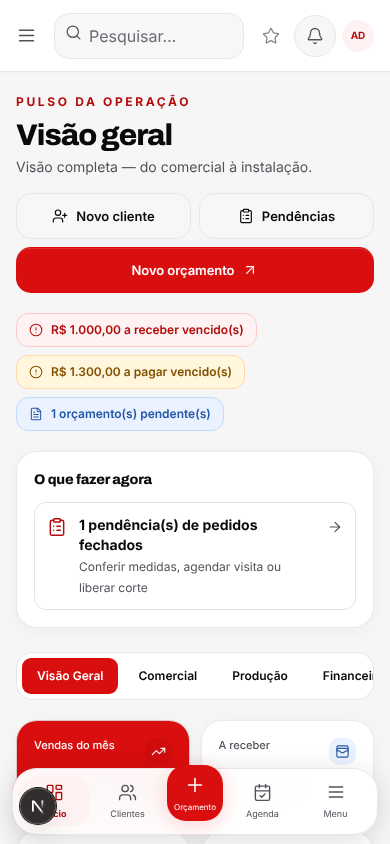 Pesquisar...
AD
PULSO DA OPERAÇÃO
Visão geral
Visão completa — do comercial à instalação.
Novo cliente
Pendências
Novo orçamento
R$ 1.000,00 a receber vencido(s)
R$ 1.300,00 a pagar vencido(s)
1 orçamento(s) pendente(s)
O que fazer agora
1 pendência(s) de pedidos
fechados
Conferir medidas, agendar visita ou
liberar corte
Visão Geral
Comercial
Produção
Vendas do mês
A receber
N
Clientes
Orçamento
Agenda
Menu